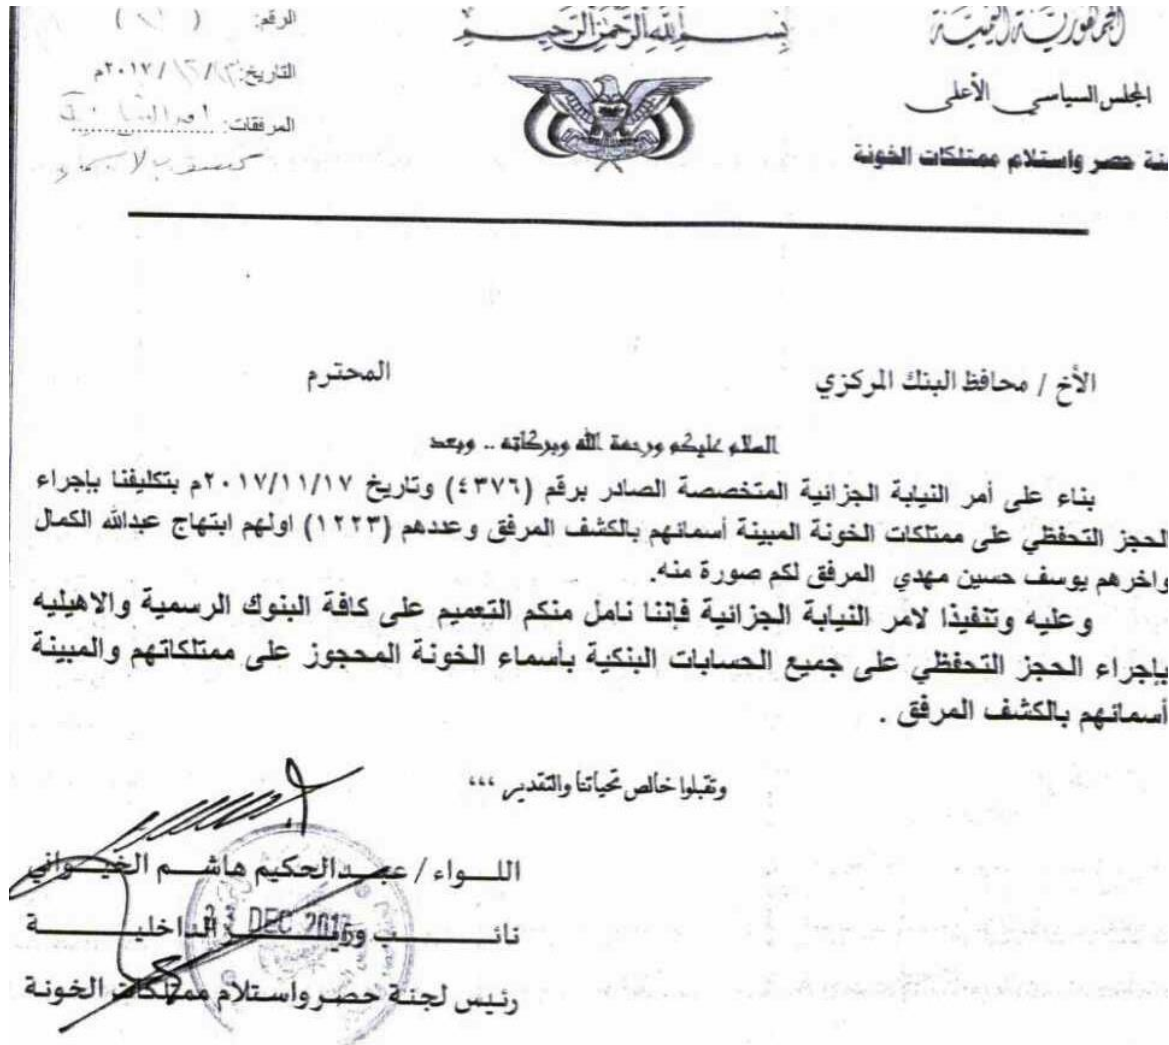 الجمهورية اليمنية
المجلس السياسي الأعلى
لجنة حصر واستلام ممتلكات الخونة
بسم الله الرحمن الرحيم
الرقم: ( )
التاريخ: / / ٢٠١٧م
المرفقات:
الأخ / محافظ البنك المركزي المحترم
السلام عليكم ورحمة الله وبركاته .. وبعد
بناء على أمر النيابة الجزائية المتخصصة الصادر برقم (٤٣٧٦) وتاريخ ٢٠١٧/١١/١٧م بتكليفنا بإجراء
الحجز التحفظي على ممتلكات الخونة المبينة أسمائهم بالكشف المرفق وعددهم (١٢٢٣) اولهم ابتهاج عبدالله الكمال
واخرهم يوسف حسين مهدي المرفق لكم صورة منه.
وعليه وتنفيذا لامر النيابة الجزائية فإننا نامل منكم التعميم على كافة البنوك الرسمية والاهيليه
بإجراء الحجز التحفظي على جميع الحسابات البنكية بأسماء الخونة المحجوز على ممتلكاتهم والمبينة
أسمائهم بالكشف المرفق .
وتقبلوا خالص تحياتنا والتقدير ،،،
اللواء / عبدالحكيم هاشم الخيواني
نائب وزير الداخلية
رئيس لجنة حصر واستلام ممتلكات الخونة
DEC